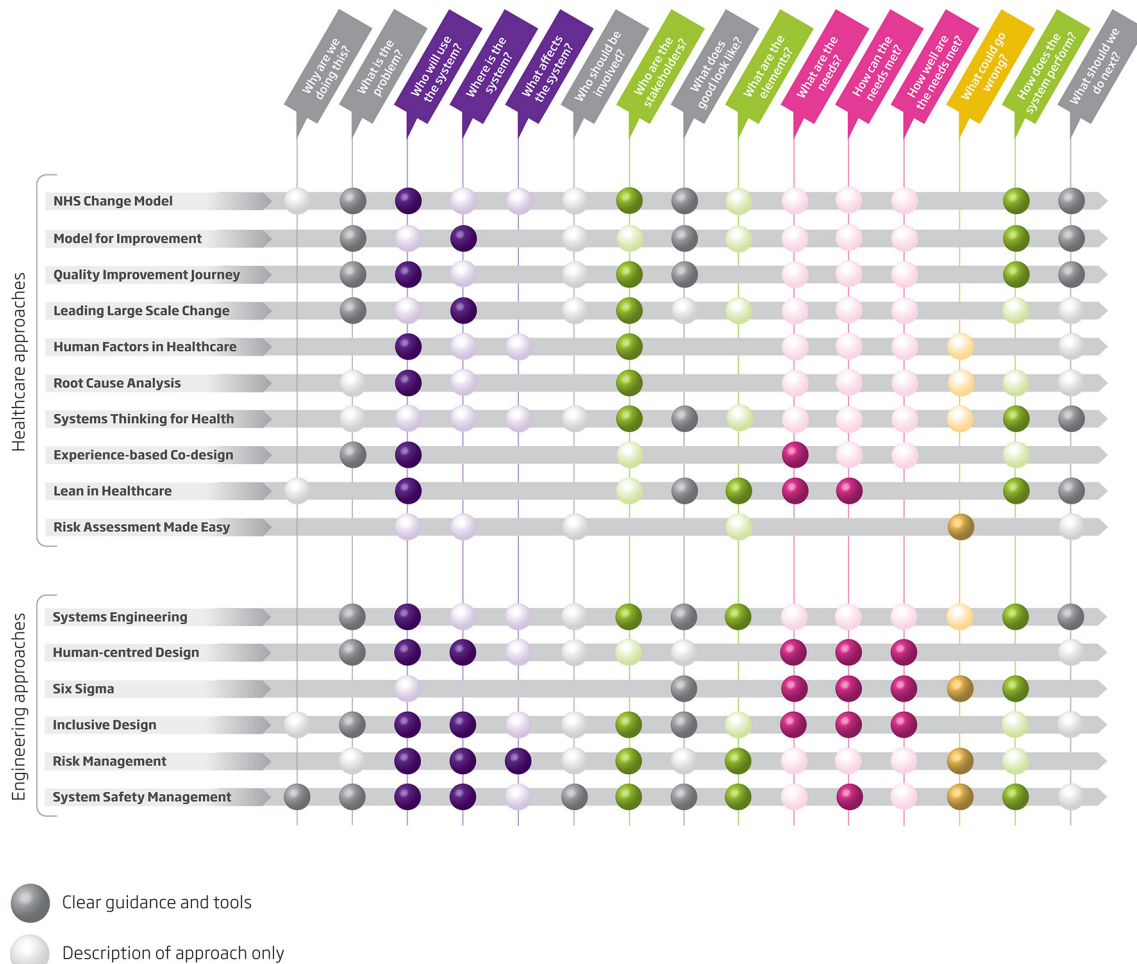 Why are we
doing this?
What is the
problem?
Who will use
the system?
Where is the
system?
What affects
the system?
Who should be
involved?
Who are the
stakeholders?
What does
good look like?
What are the
elements?
What are the
needs?
How can the
needs met?
How well are
the needs met?
What could go
wrong?
How does the
system perform?
What should we
do next?
Healthcare approaches
NHS Change Model
Model for Improvement
Quality Improvement Journey
Leading Large Scale Change
Human Factors in Healthcare
Root Cause Analysis
Systems Thinking for Health
Experience-based Co-design
Lean in Healthcare
Risk Assessment Made Easy
Engineering approaches
Systems Engineering
Human-centred Design
Six Sigma
Inclusive Design
Risk Management
System Safety Management
Clear guidance and tools
Description of approach only